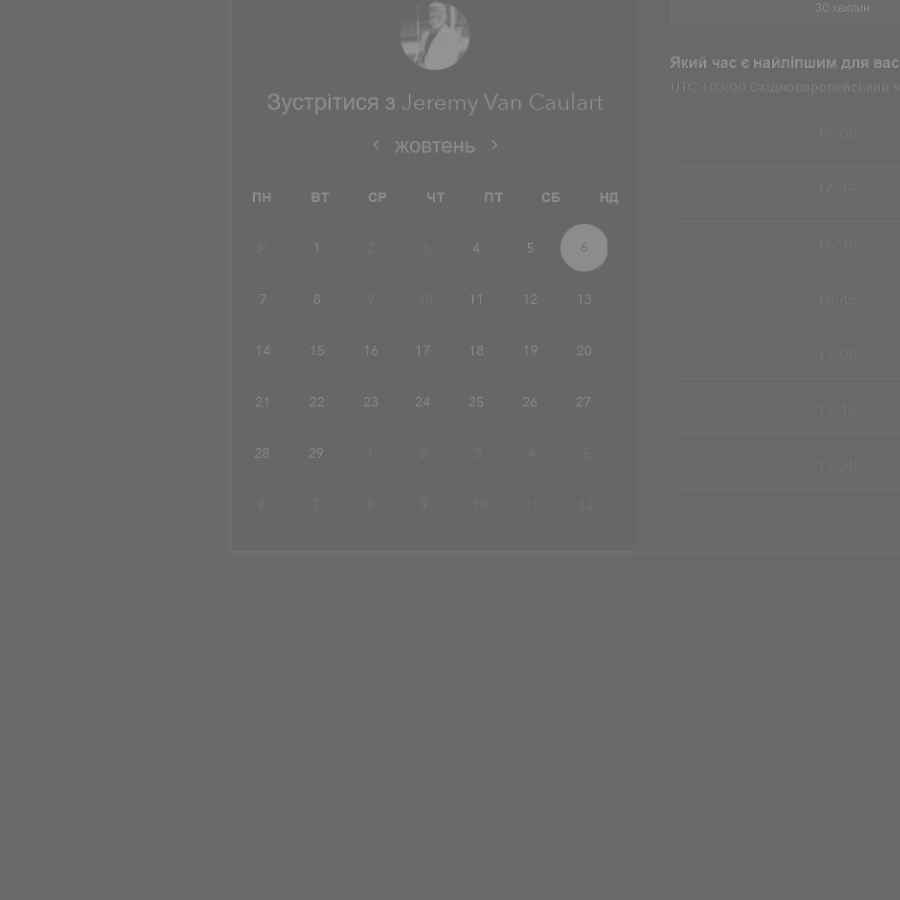 30 хвилин
Який час є найліпшим для вас
UTC +03:00 Східноєвропейський ч
Зустрітися з Jeremy Van Caulart
жовтень
ПН ВТ СР ЧТ ПТ СБ НД
31 1 2 3 4 5 6
7 8 9 10 11 12 13
14 15 16 17 18 19 20
21 22 23 24 25 26 27
28 29 1 2 3 4 5
6 7 8 9 10 11 12
16:00
16:15
16:30
16:45
17:00
17:15
17:30